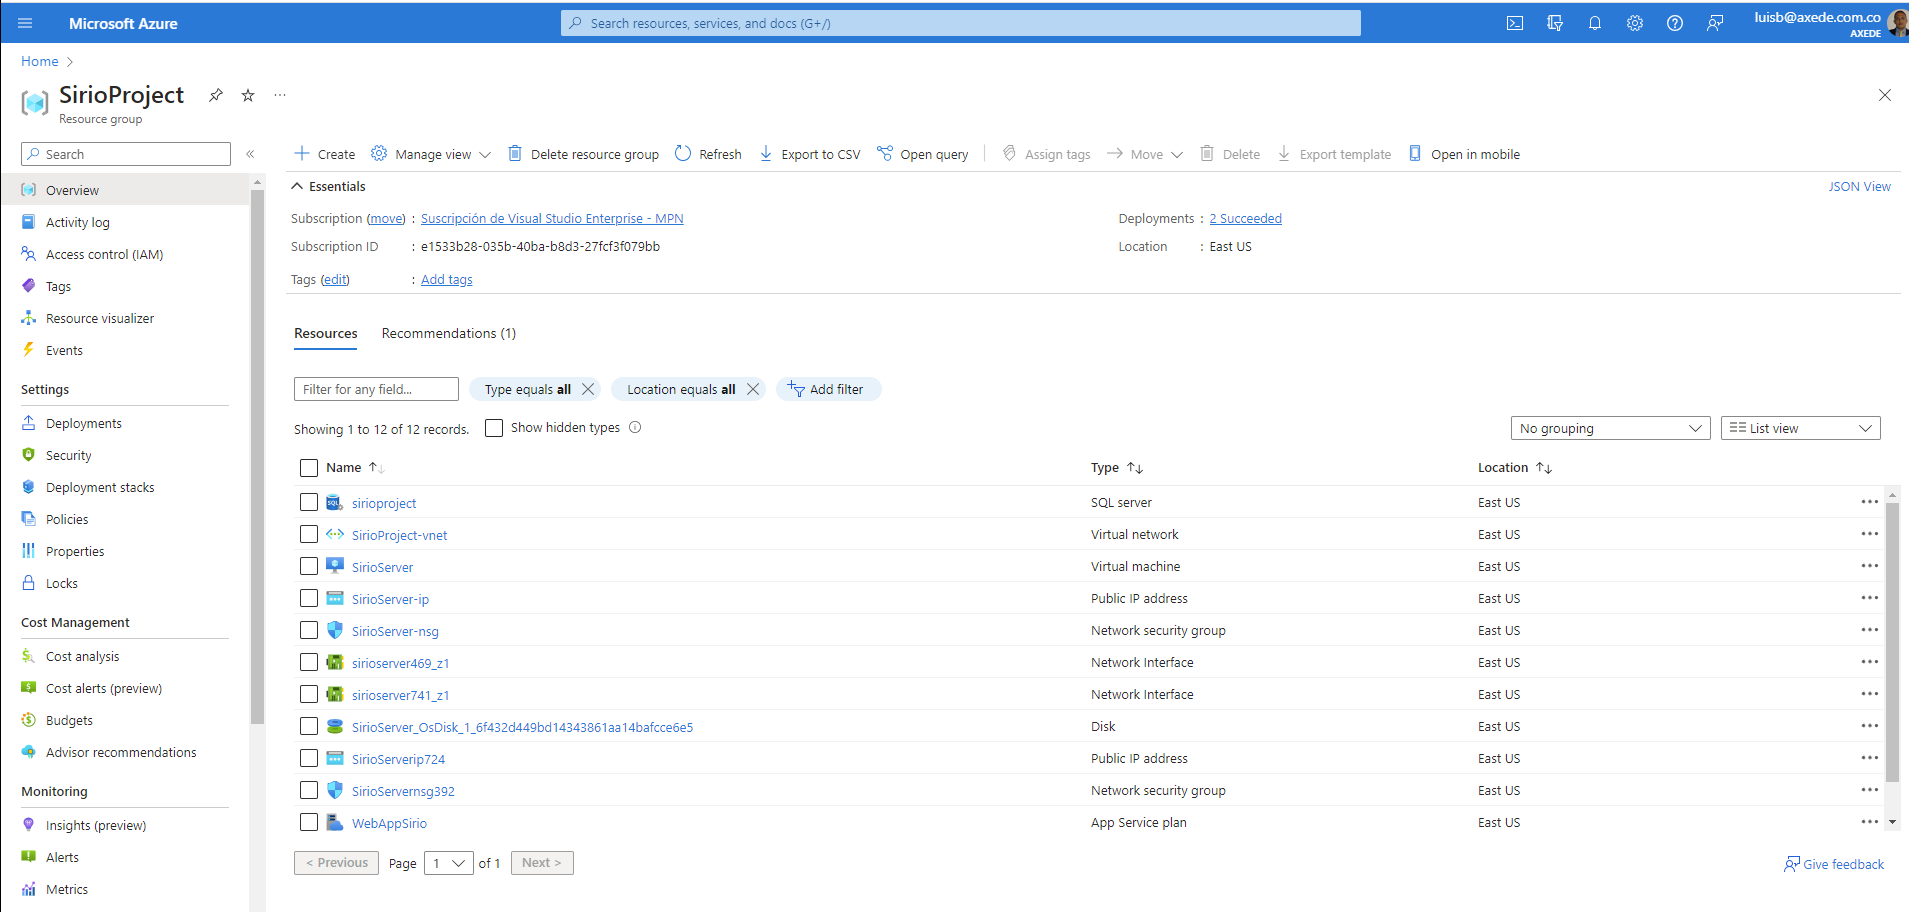 Microsoft Azure
Search resources, services, and docs (G+/)
luisb@axede.com.co
AXEDE
Home
SirioProject
Resource group
Search
Overview
Activity log
Access control (IAM)
Tags
Resource visualizer
Events
Settings
Deployments
Security
Deployment stacks
Policies
Properties
Locks
Cost Management
Cost analysis
Cost alerts (preview)
Budgets
Advisor recommendations
Monitoring
Insights (preview)
Alerts
Metrics
Create Manage view Delete resource group Refresh Export to CSV Open query Assign tags Move Delete Export template Open in mobile
Essentials JSON View
Subscription (move) : Suscripción de Visual Studio Enterprise - MPN Deployments : 2 Succeeded
Subscription ID : e1533b28-035b-40ba-b8d3-27fcf3f079bb Location : East US
Tags (edit) : Add tags
Resources Recommendations (1)
Filter for any field... Type equals all Location equals all Add filter
Showing 1 to 12 of 12 records. Show hidden types No grouping List view
Name Type Location
sirioproject SQL server East US
SirioProject-vnet Virtual network East US
SirioServer Virtual machine East US
SirioServer-ip Public IP address East US
SirioServer-nsg Network security group East US
sirioserver469_z1 Network Interface East US
sirioserver741_z1 Network Interface East US
SirioServer_OsDisk_1_6f432d449bd14343861aa14bafcce6e5 Disk East US
SirioServerip724 Public IP address East US
SirioServernsg392 Network security group East US
WebAppSirio App Service plan East US
< Previous Page 1 of 1 Next > Give feedback